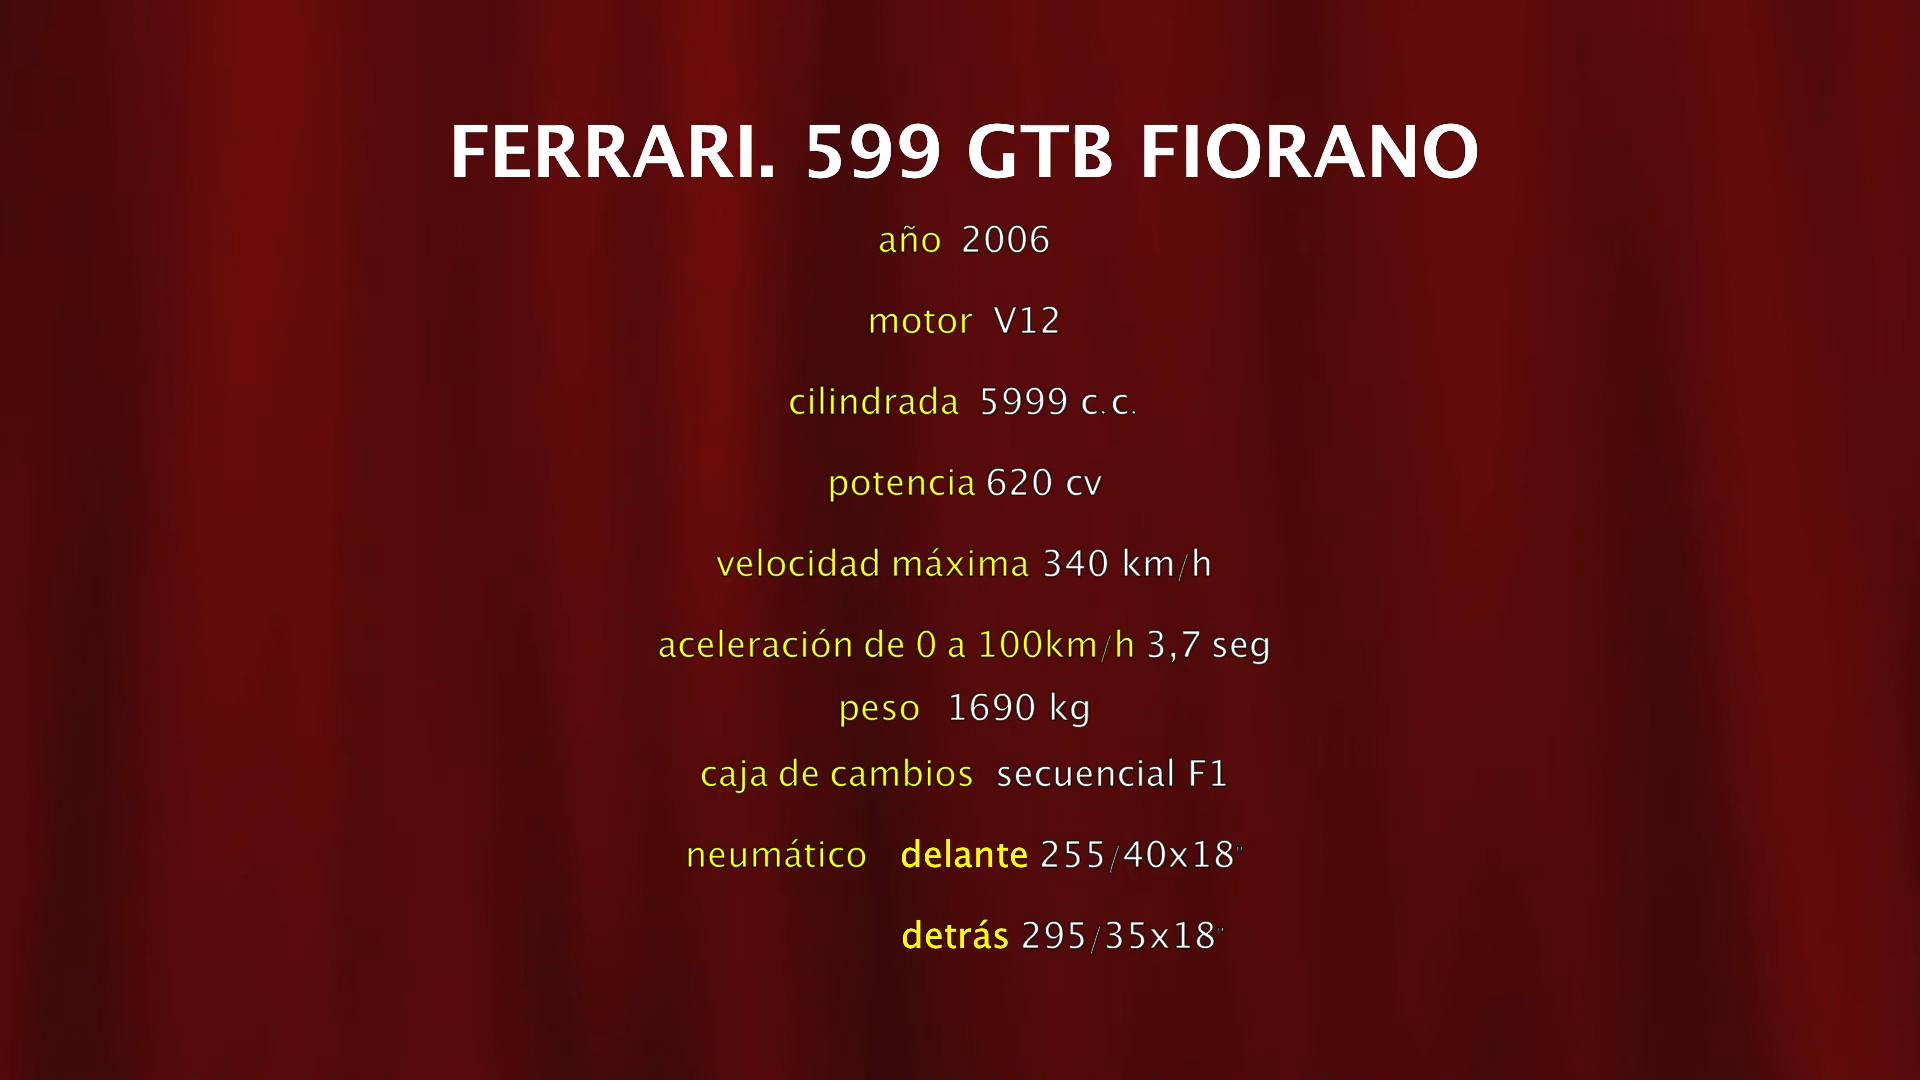 FERRARI. 599 GTB FIORANO
año 2006
motor V12
cilindrada 5999 c.c.
potencia 620 cv
velocidad máxima 340 km/h
aceleración de 0 a 100km/h 3,7 seg
peso 1690 kg
caja de cambios secuencial F1
neumático delante 255/40x18"
detrás 295/35x18"